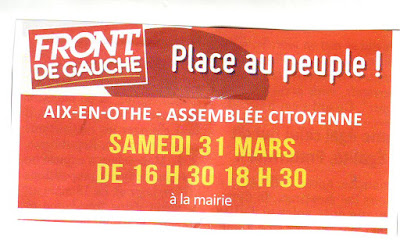 FRONT
DE GAUCHE
Place au peuple !
AIX-EN-OTHE - ASSEMBLÉE CITOYENNE
SAMEDI 31 MARS
DE 16 H 30 18 H 30
à la mairie